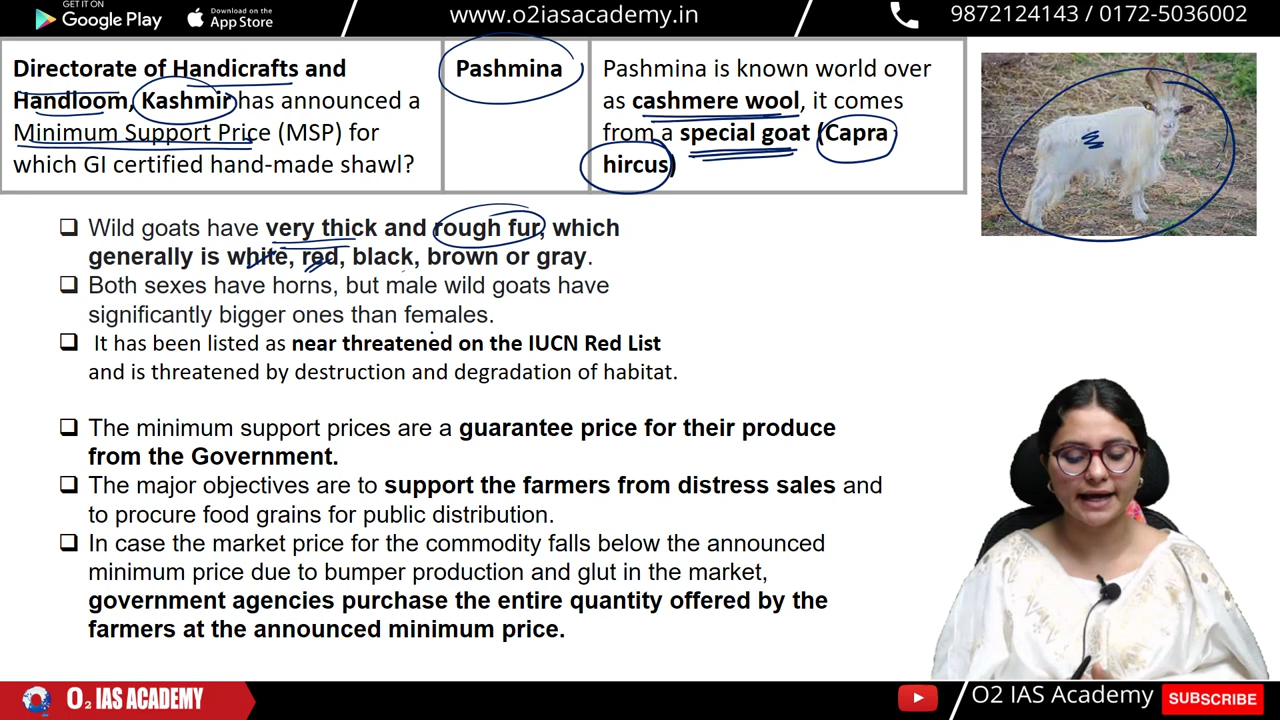 GET IT ON
Google Play
Download on the
App Store
www.o2iasacademy.in
9872124143 / 0172-5036002
Directorate of Handicrafts and
Handloom, Kashmir has announced a
Minimum Support Price (MSP) for
which GI certified hand-made shawl?
Pashmina
Pashmina is known world over
as cashmere wool, it comes
from a special goat (Capra
hircus)
❑ Wild goats have very thick and rough fur, which
generally is white, red, black, brown or gray.
❑ Both sexes have horns, but male wild goats have
significantly bigger ones than females.
❑ It has been listed as near threatened on the IUCN Red List
and is threatened by destruction and degradation of habitat.
❑ The minimum support prices are a guarantee price for their produce
from the Government.
❑ The major objectives are to support the farmers from distress sales and
to procure food grains for public distribution.
❑ In case the market price for the commodity falls below the announced
minimum price due to bumper production and glut in the market,
government agencies purchase the entire quantity offered by the
farmers at the announced minimum price.
O₂ IAS ACADEMY
O2 IAS Academy
SUBSCRIBE